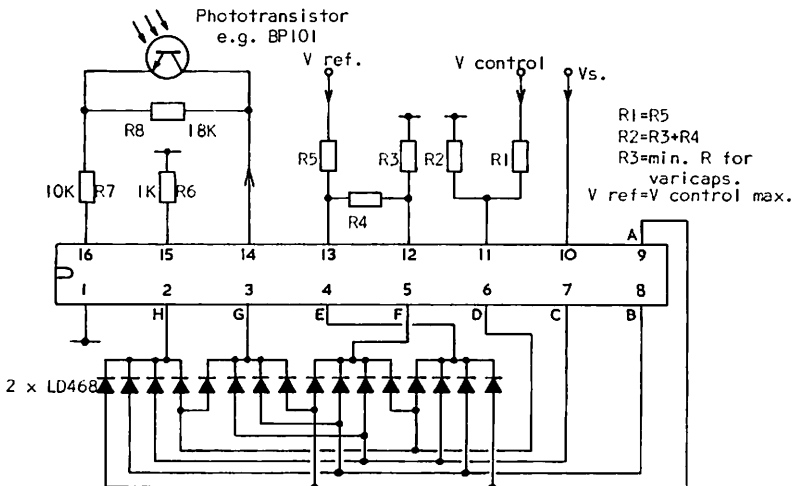 Phototransistor
e.g. BP101
V ref.
V control
Vs.
R8
18K
R1=R5
R2=R3+R4
R3=min. R for
varicaps.
V ref=V control max.
R5
R3
R2
R1
10K
R7
1K
R6
R4
A
16
15
14
13
12
11
10
9
1
2
3
4
5
6
7
8
H
G
E
F
D
C
B
2 x LD468